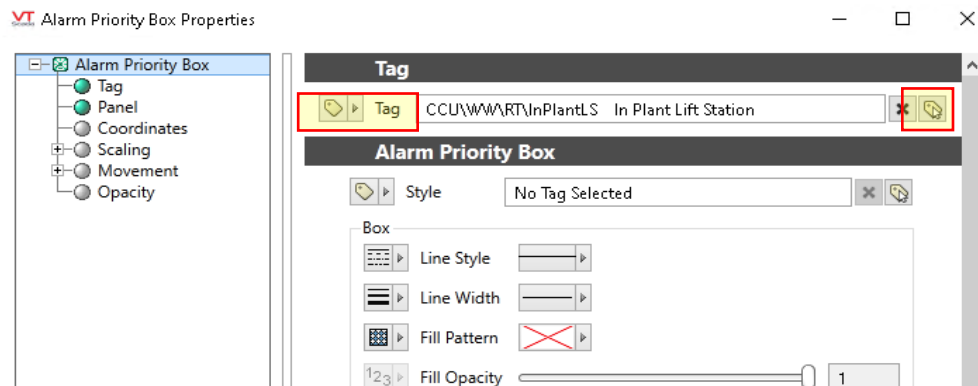 VT Scada Alarm Priority Box Properties
Alarm Priority Box
Tag
Panel
Coordinates
Scaling
Movement
Opacity
Tag
Tag CCU\WW\RT\InPlantLS In Plant Lift Station
Alarm Priority Box
Style No Tag Selected
Box
Line Style
Line Width
Fill Pattern
123 Fill Opacity 1